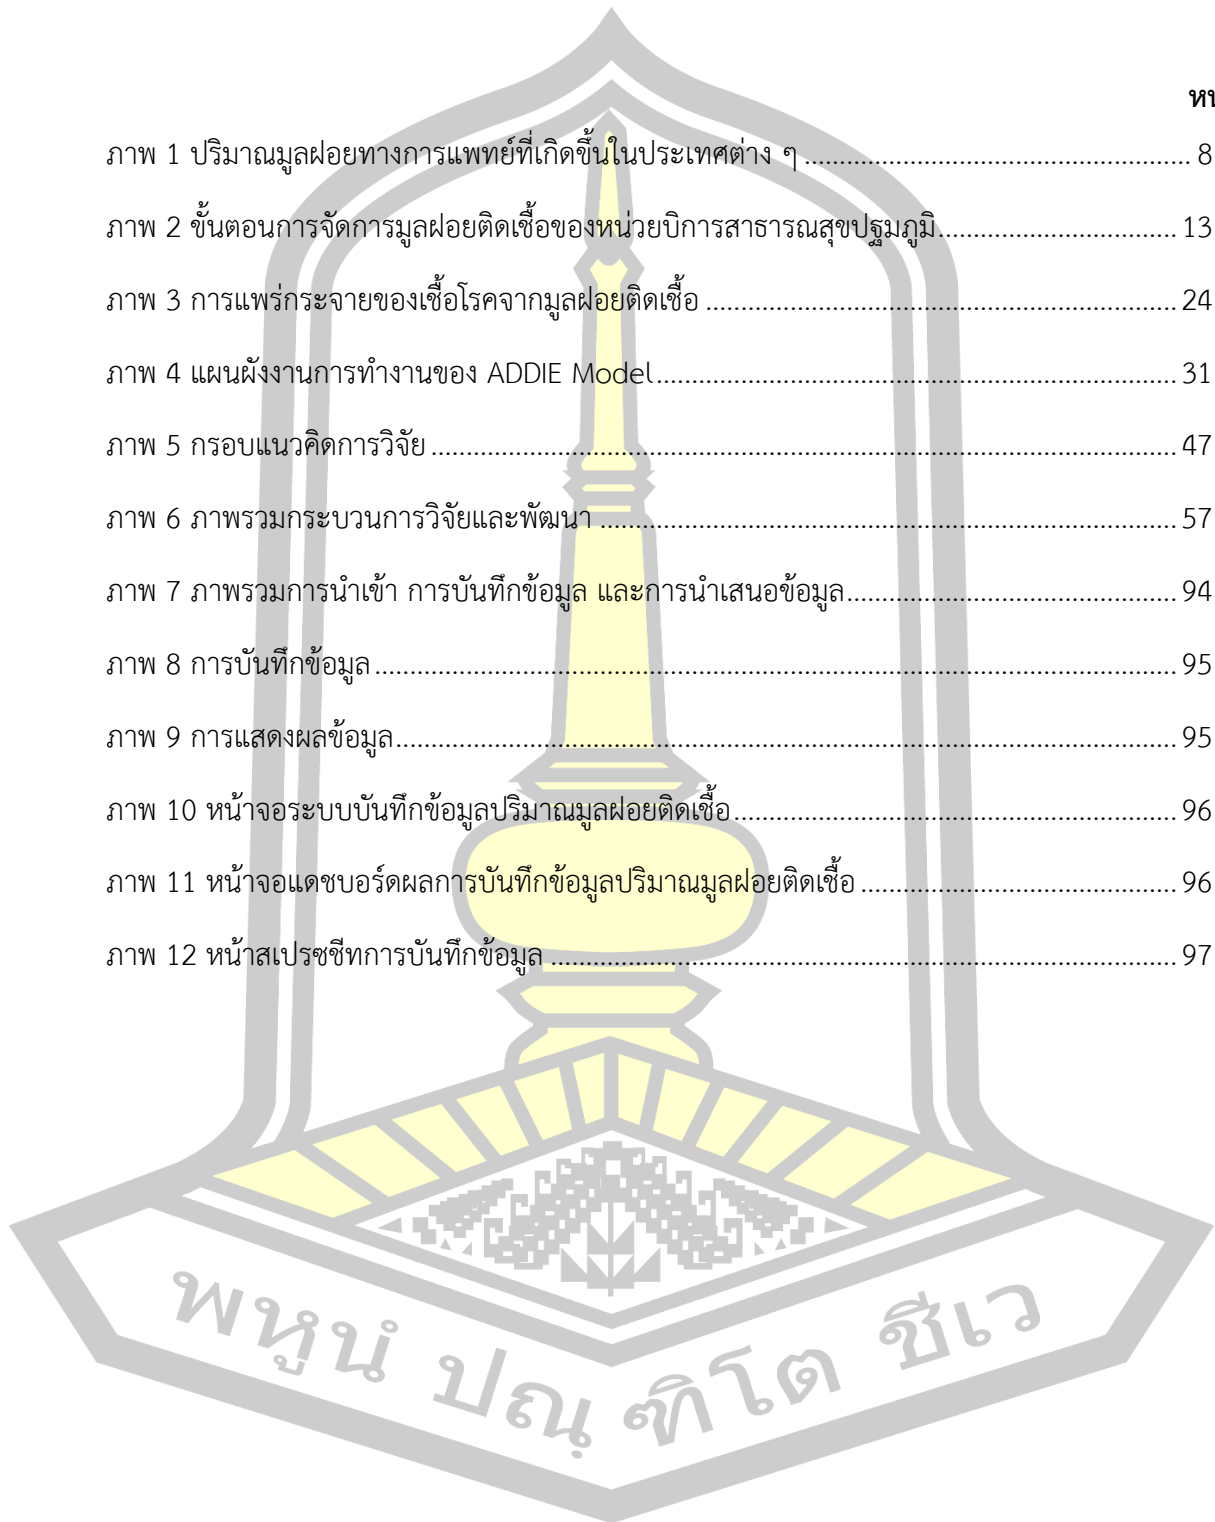 ภาพ 1 ปริมาณมูลฝอยทางการแพทย์ที่เกิดขึ้นในประเทศต่าง ๆ ........................................ 8
ภาพ 2 ขั้นตอนการจัดการมูลฝอยติดเชื้อของหน่วยบิการสาธารณสุขปฐมภูมิ........................................ 13
ภาพ 3 การแพร่กระจายของเชื้อโรคจากมูลฝอยติดเชื้อ ........................................ 24
ภาพ 4 แผนผังงานการทำงานของ ADDIE Model........................................ 31
ภาพ 5 กรอบแนวคิดการวิจัย ........................................ 47
ภาพ 6 ภาพรวมกระบวนการวิจัยและพัฒนา ........................................ 57
ภาพ 7 ภาพรวมการนำเข้า การบันทึกข้อมูล และการนำเสนอข้อมูล........................................ 94
ภาพ 8 การบันทึกข้อมูล ........................................ 95
ภาพ 9 การแสดงผลข้อมูล........................................ 95
ภาพ 10 หน้าจอระบบบันทึกข้อมูลปริมาณมูลฝอยติดเชื้อ........................................ 96
ภาพ 11 หน้าจอแดชบอร์ดผลการบันทึกข้อมูลปริมาณมูลฝอยติดเชื้อ ........................................ 96
ภาพ 12 หน้าสเปรซชีทการบันทึกข้อมูล ........................................ 97
พหูนํ ปณฺ ฑิโต ชีเว